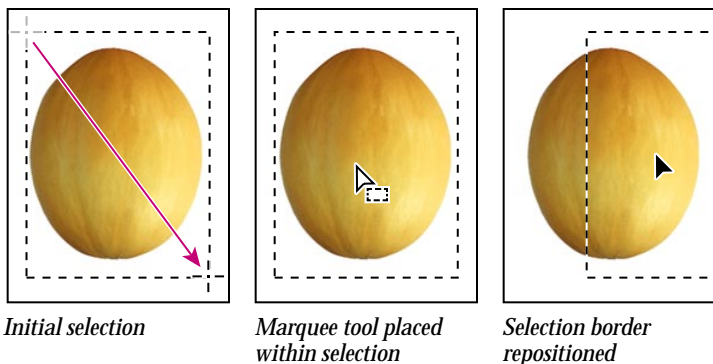 Initial selection
Marquee tool placed
within selection
Selection border
repositioned